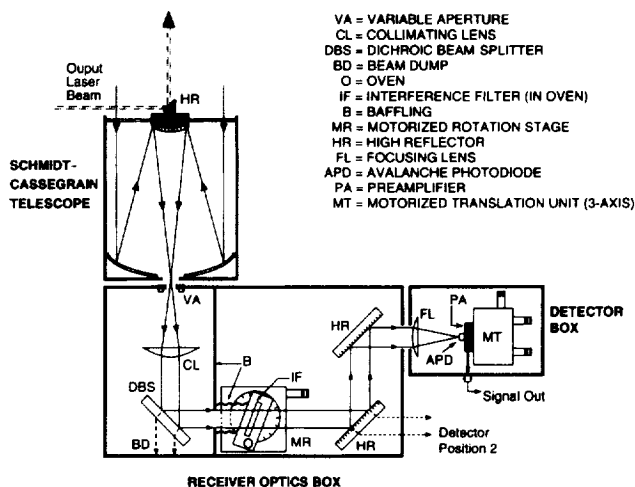 VA = VARIABLE APERTURE
CL = COLLIMATING LENS
DBS = DICHROIC BEAM SPLITTER
BD = BEAM DUMP
O = OVEN
IF = INTERFERENCE FILTER (IN OVEN)
B = BAFFLING
MR = MOTORIZED ROTATION STAGE
HR = HIGH REFLECTOR
FL = FOCUSING LENS
APD = AVALANCHE PHOTODIODE
PA = PREAMPLIFIER
MT = MOTORIZED TRANSLATION UNIT (3-AXIS)
Ouput
Laser
Beam
HR
SCHMIDT-
CASSEGRAIN
TELESCOPE
VA
CL
B
IF
DBS
BD
O
MR
HR
HR
FL
PA
APD
MT
DETECTOR
BOX
Signal Out
Detector
Position 2
RECEIVER OPTICS BOX